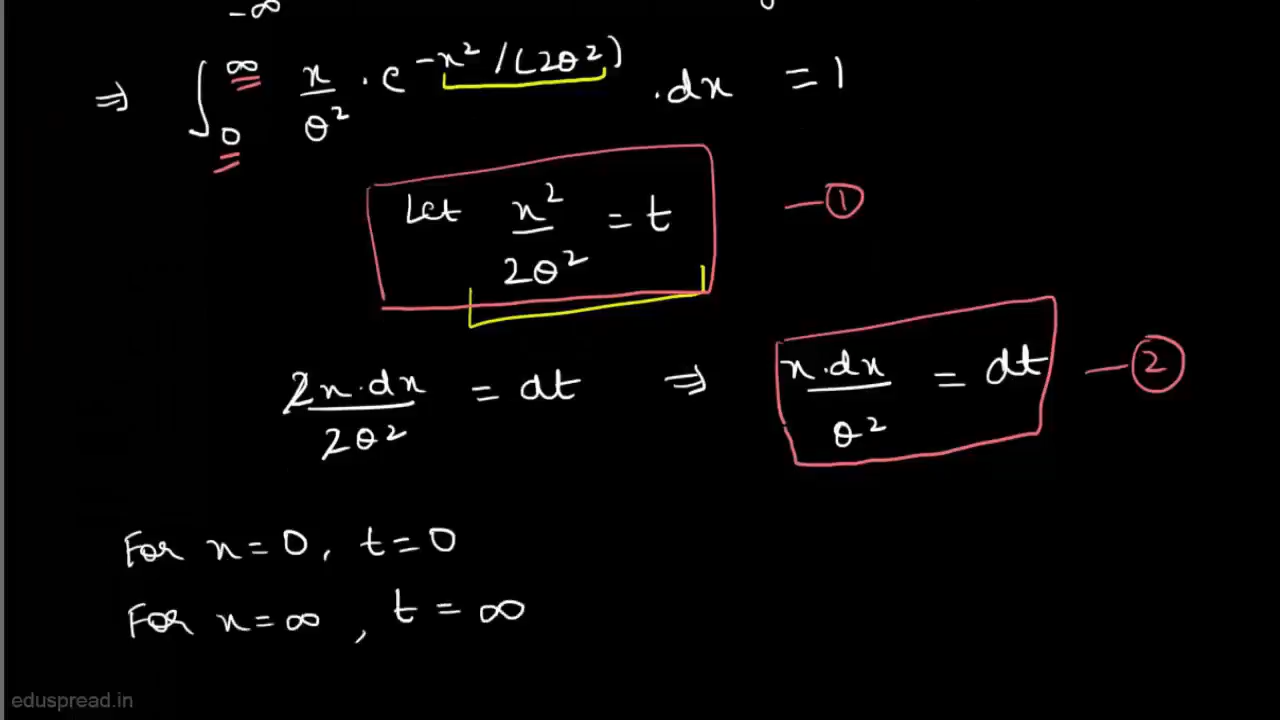 -∞
⇒ ∫₀^∞ x/θ² · e^(-x²/(2θ²)) · dx = 1
Let x²/2θ² = t — ①
2x·dx/2θ² = dt ⇒ x·dx/θ² = dt — ②
For x = 0, t = 0
For x = ∞, t = ∞
eduspread.in